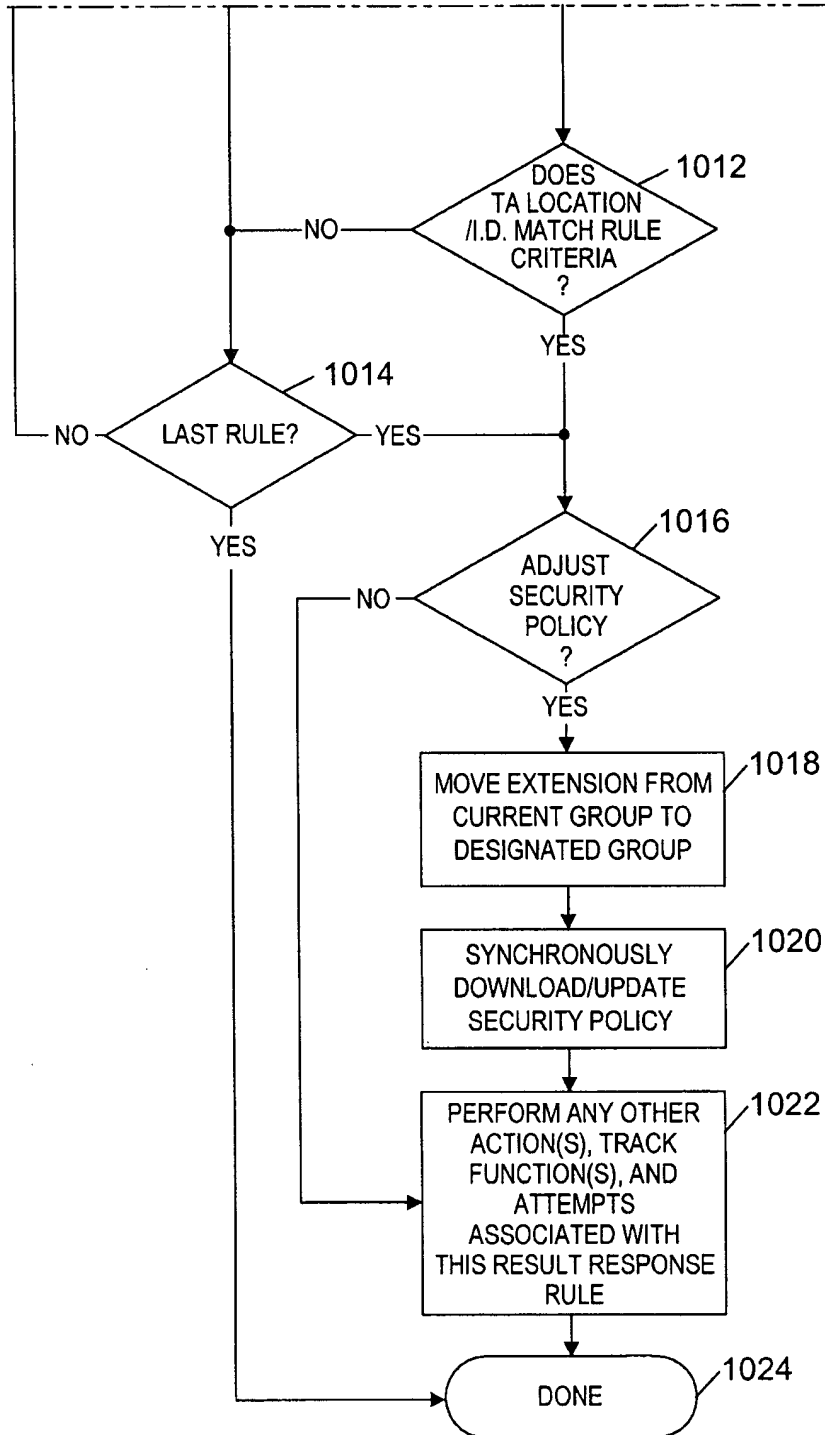 DOES
TA LOCATION
/I.D. MATCH RULE
CRITERIA
?
1012
NO
YES
1014
LAST RULE?
NO
YES
YES
1016
ADJUST
SECURITY
POLICY
?
NO
YES
MOVE EXTENSION FROM
CURRENT GROUP TO
DESIGNATED GROUP
1018
SYNCHRONOUSLY
DOWNLOAD/UPDATE
SECURITY POLICY
1020
PERFORM ANY OTHER
ACTION(S), TRACK
FUNCTION(S), AND
ATTEMPTS
ASSOCIATED WITH
THIS RESULT RESPONSE
RULE
1022
DONE
1024